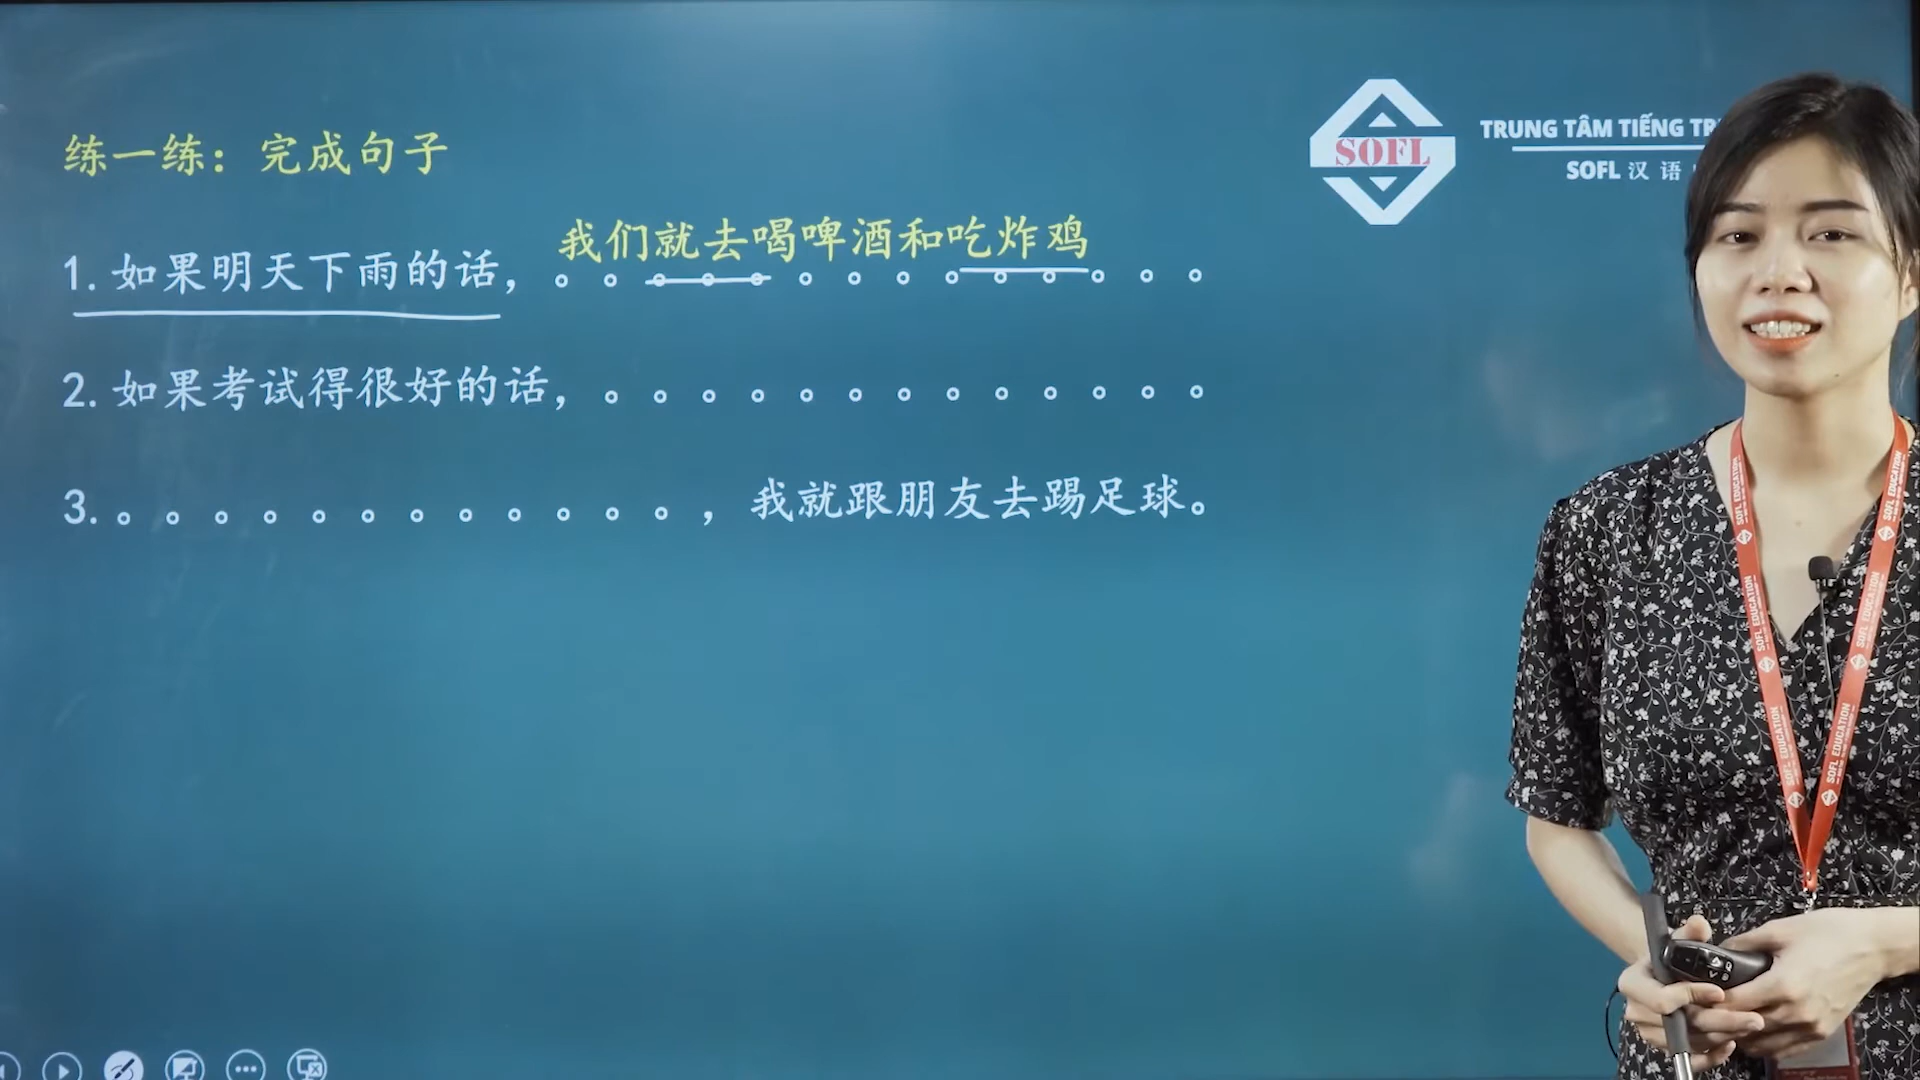 练一练：完成句子
我们就去喝啤酒和吃炸鸡
1. 如果明天下雨的话，。。。。。。。。。。。。。。
2. 如果考试得很好的话，。。。。。。。。。。。。。
3. 。。。。。。。。。。。。，我就跟朋友去踢足球。
SOFL
TRUNG TÂM TIẾNG
SOFL 汉语
SOFL EDUCATION